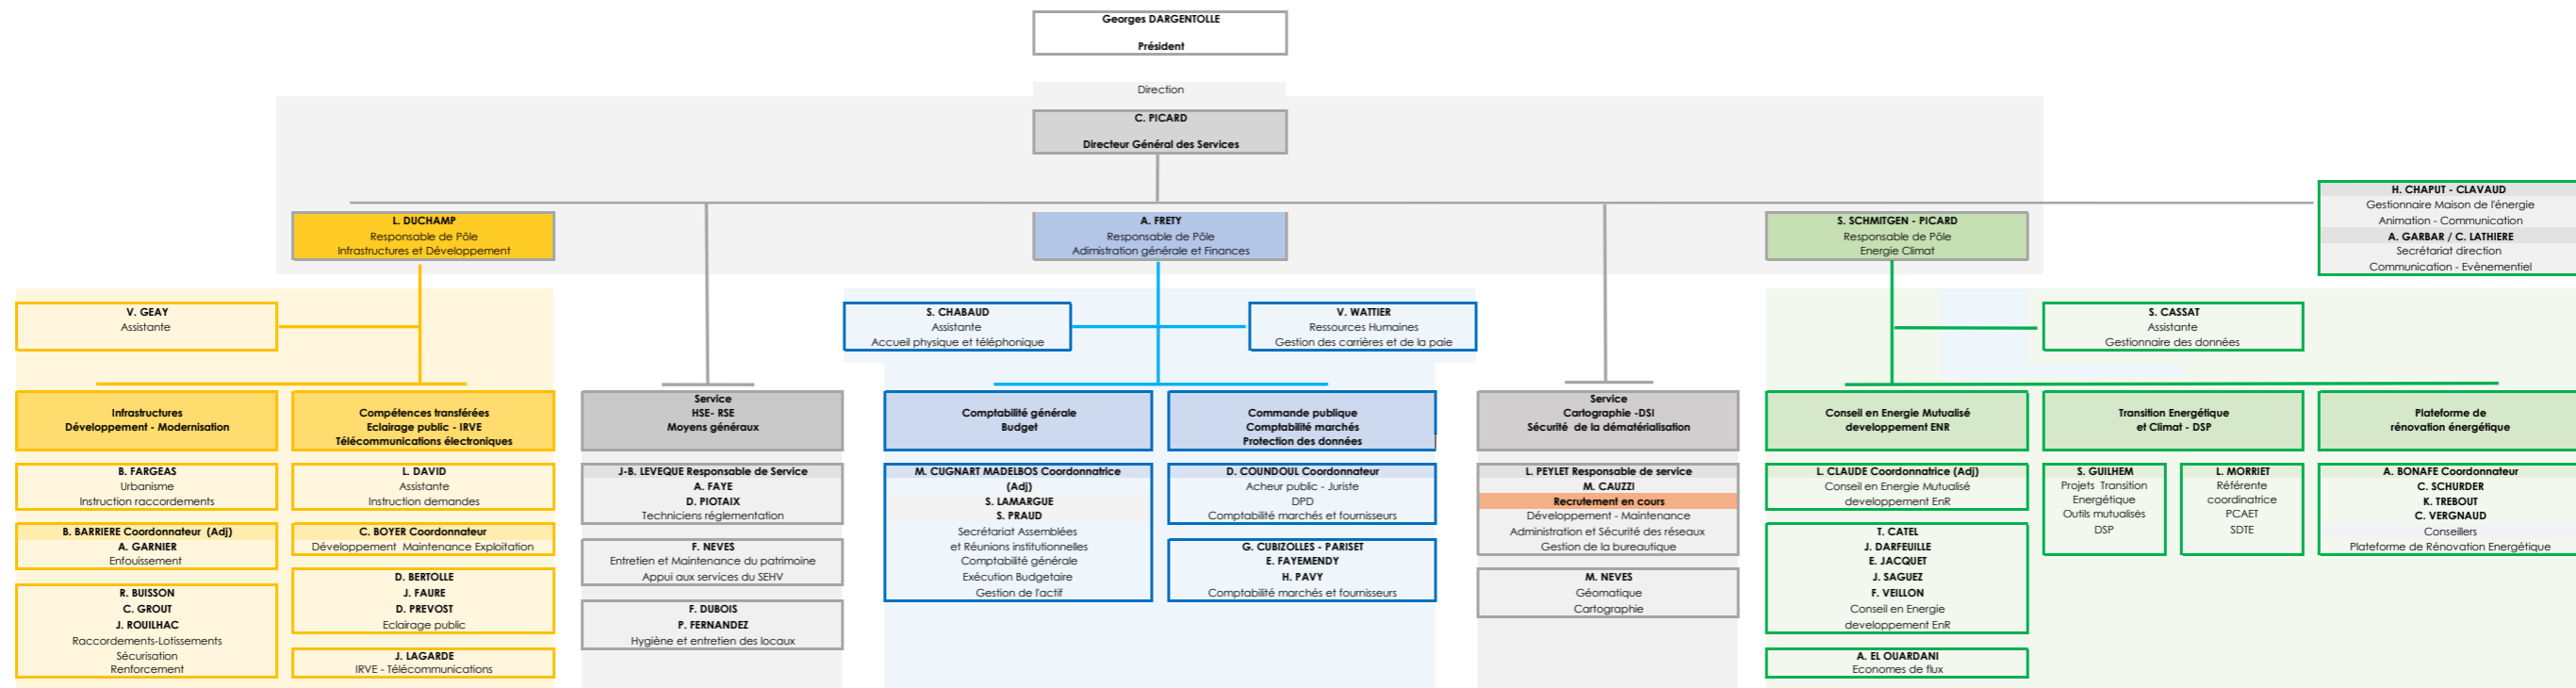 Georges DARGENTOLLE
Président
Direction
C. PICARD
Directeur Général des Services
H. CHAPUT - CLAVAUD
Gestionnaire Maison de l'énergie
Animation - Communication
A. GARBAR / C. LATHIERE
Secrétariat direction
Communication - Evènementiel
L. DUCHAMP
Responsable de Pôle
Infrastructures et Développement
A. FRETY
Responsable de Pôle
Adimistration générale et Finances
S. SCHMITGEN - PICARD
Responsable de Pôle
Energie Climat
V. GEAY
Assistante
S. CHABAUD
Assistante
Accueil physique et téléphonique
V. WATTIER
Ressources Humaines
Gestion des carrières et de la paie
S. CASSAT
Assistante
Gestionnaire des données
Infrastructures
Développement - Modernisation
B. FARGEAS
Urbanisme
Instruction raccordements
B. BARRIERE Coordonnateur (Adj)
A. GARNIER
Enfouissement
R. BUISSON
C. GROUT
J. ROUILHAC
Raccordements-Lotissements
Sécurisation
Renforcement
Compétences transférées
Eclairage public - IRVE
Télécommunications électroniques
L. DAVID
Assistante
Instruction demandes
C. BOYER Coordonnateur
Développement Maintenance Exploitation
D. BERTOLLE
J. FAURE
D. PREVOST
Eclairage public
J. LAGARDE
IRVE - Télécommunications
Service
HSE- RSE
Moyens généraux
J-B. LEVEQUE Responsable de Service
A. FAYE
D. PIOTAIX
Techniciens réglementation
F. NEVES
Entretien et Maintenance du patrimoine
Appui aux services du SEHV
F. DUBOIS
P. FERNANDEZ
Hygiène et entretien des locaux
Comptabilité générale
Budget
M. CUGNART MADELBOS Coordonnatrice
(Adj)
S. LAMARGUE
S. PRAUD
Secrétariat Assemblées
et Réunions institutionnelles
Comptabilité générale
Exécution Budgetaire
Gestion de l'actif
Commande publique
Comptabilité marchés
Protection des données
D. COUNDOUL Coordonnateur
Acheur public - Juriste
DPD
Comptabilité marchés et fournisseurs
G. CUBIZOLLES - PARISET
E. FAYEMENDY
H. PAVY
Comptabilité marchés et fournisseurs
Service
Cartographie -DSI
Sécurité de la dématérialisation
L. PEYLET Responsable de service
M. CAUZZI
Recrutement en cours
Développement - Maintenance
Administration et Sécurité des réseaux
Gestion de la bureautique
M. NEVES
Géomatique
Cartographie
Conseil en Energie Mutualisé
developpement ENR
L. CLAUDE Coordonnatrice (Adj)
Conseil en Energie Mutualisé
developpement EnR
T. CATEL
J. DARFEUILLE
E. JACQUET
J. SAGUEZ
F. VEILLON
Conseil en Energie
developpement EnR
A. EL OUARDANI
Economes de flux
Transition Energétique
et Climat - DSP
S. GUILHEM
Projets Transition
Energétique
Outils mutualisés
DSP
L. MORRIET
Référente
coordinatrice
PCAET
SDTE
Plateforme de
rénovation énergétique
A. BONAFE Coordonnateur
C. SCHURDER
K. TREBOUT
C. VERGNAUD
Conseillers
Plateforme de Rénovation Energétique